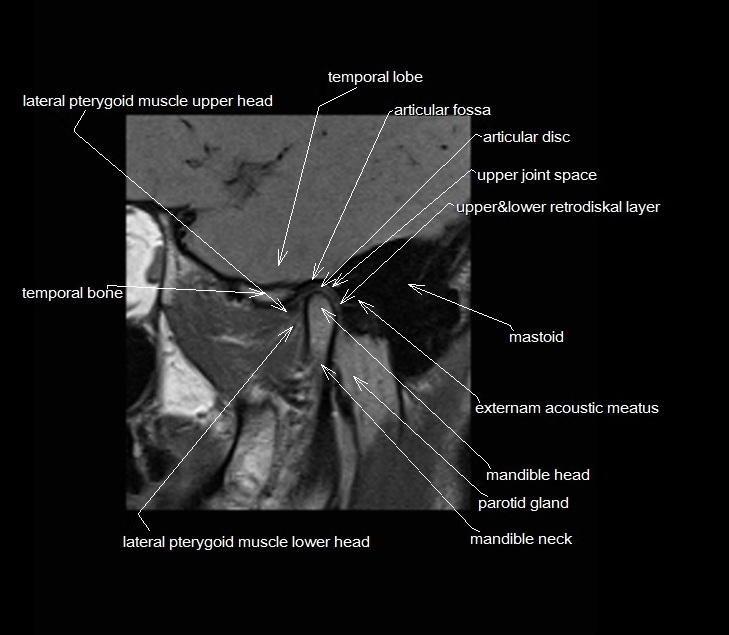 temporal lobe
lateral pterygoid muscle upper head
articular fossa
articular disc
upper joint space
upper&lower retrodiskal layer
temporal bone
mastoid
externam acoustic meatus
mandible head
parotid gland
mandible neck
lateral pterygoid muscle lower head